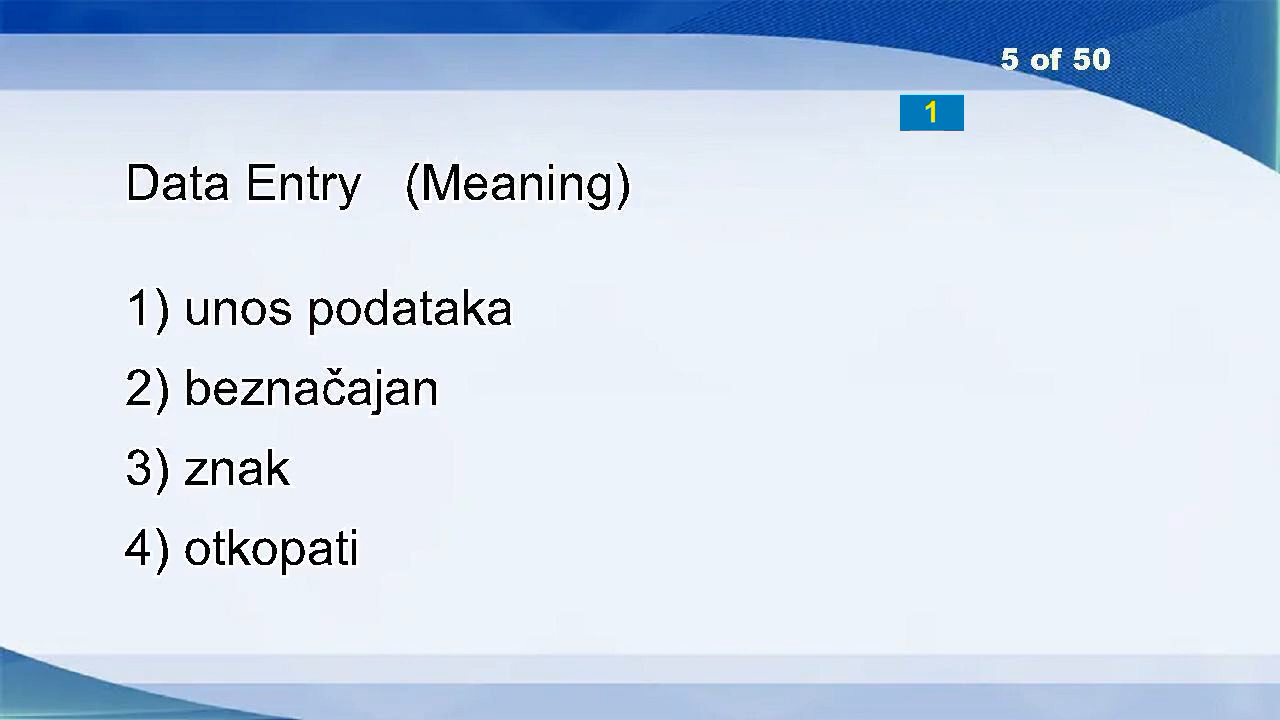 5 of 50
1
Data Entry (Meaning)
1) unos podataka
2) beznačajan
3) znak
4) otkopati